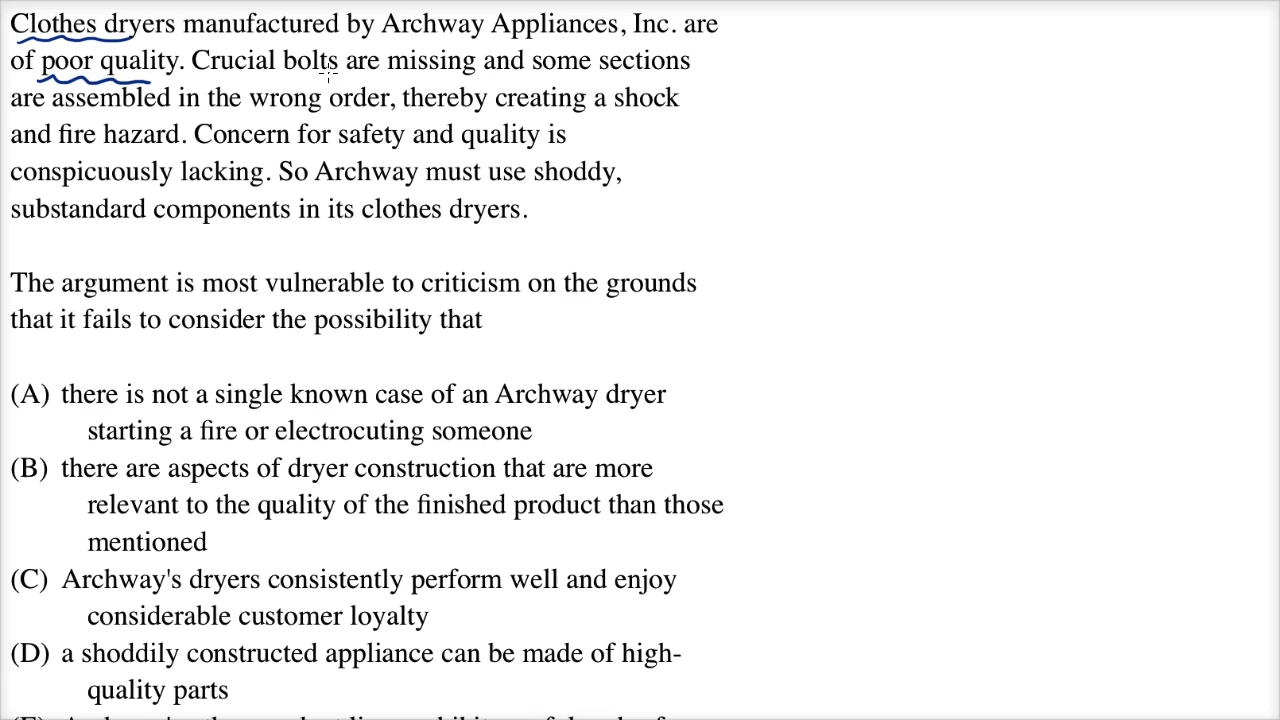 Clothes dryers manufactured by Archway Appliances, Inc. are
of poor quality. Crucial bolts are missing and some sections
are assembled in the wrong order, thereby creating a shock
and fire hazard. Concern for safety and quality is
conspicuously lacking. So Archway must use shoddy,
substandard components in its clothes dryers.
The argument is most vulnerable to criticism on the grounds
that it fails to consider the possibility that
(A) there is not a single known case of an Archway dryer
starting a fire or electrocuting someone
(B) there are aspects of dryer construction that are more
relevant to the quality of the finished product than those
mentioned
(C) Archway's dryers consistently perform well and enjoy
considerable customer loyalty
(D) a shoddily constructed appliance can be made of high-
quality parts